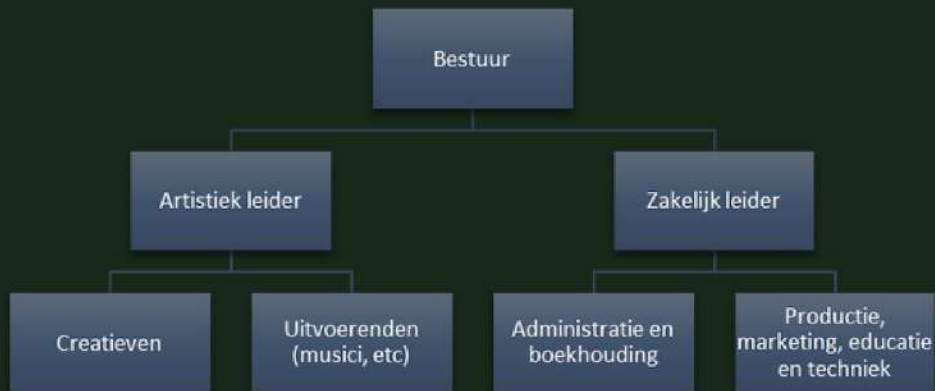 Bestuur
Artistiek leider
Zakelijk leider
Creatieven
Uitvoerenden
(musici, etc)
Administratie en
boekhouding
Productie,
marketing, educatie
en techniek